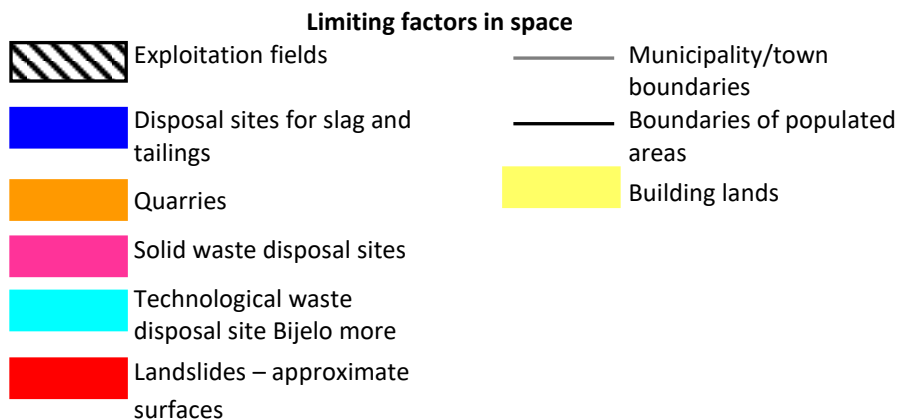 Limiting factors in space
Exploitation fields
Disposal sites for slag and
tailings
Quarries
Solid waste disposal sites
Technological waste
disposal site Bijelo more
Landslides – approximate
surfaces
Municipality/town
boundaries
Boundaries of populated
areas
Building lands